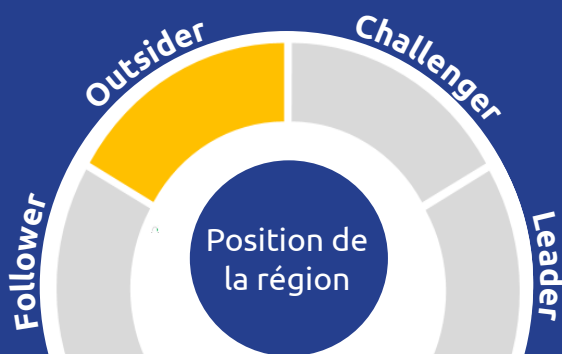 Outsider
Challenger
Follower
Position de
la région
Leader